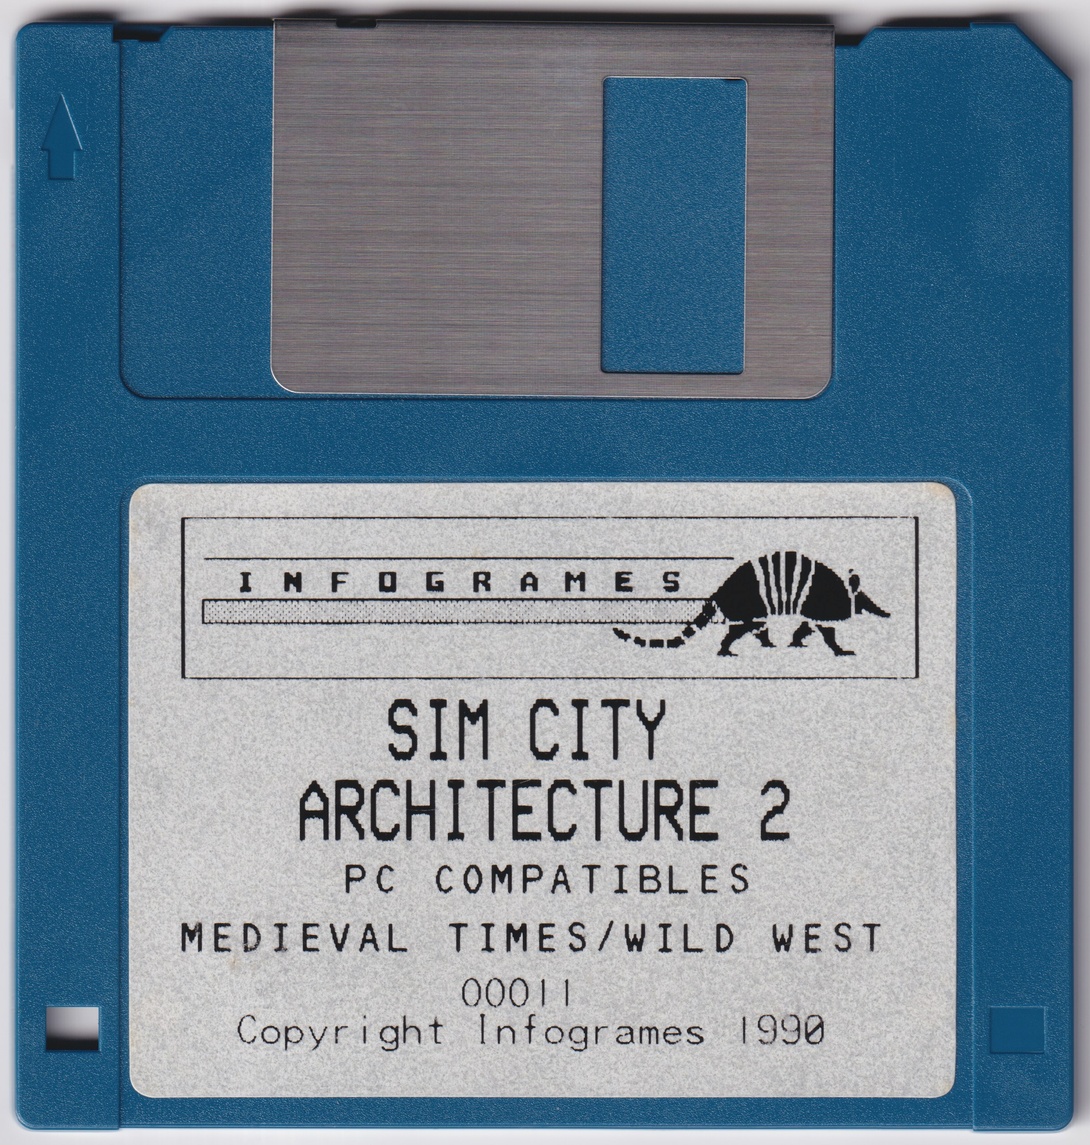 INFOGRAMES
SIM CITY
ARCHITECTURE 2
PC COMPATIBLES
MEDIEVAL TIMES/WILD WEST
00011
Copyright Infogrames 1990